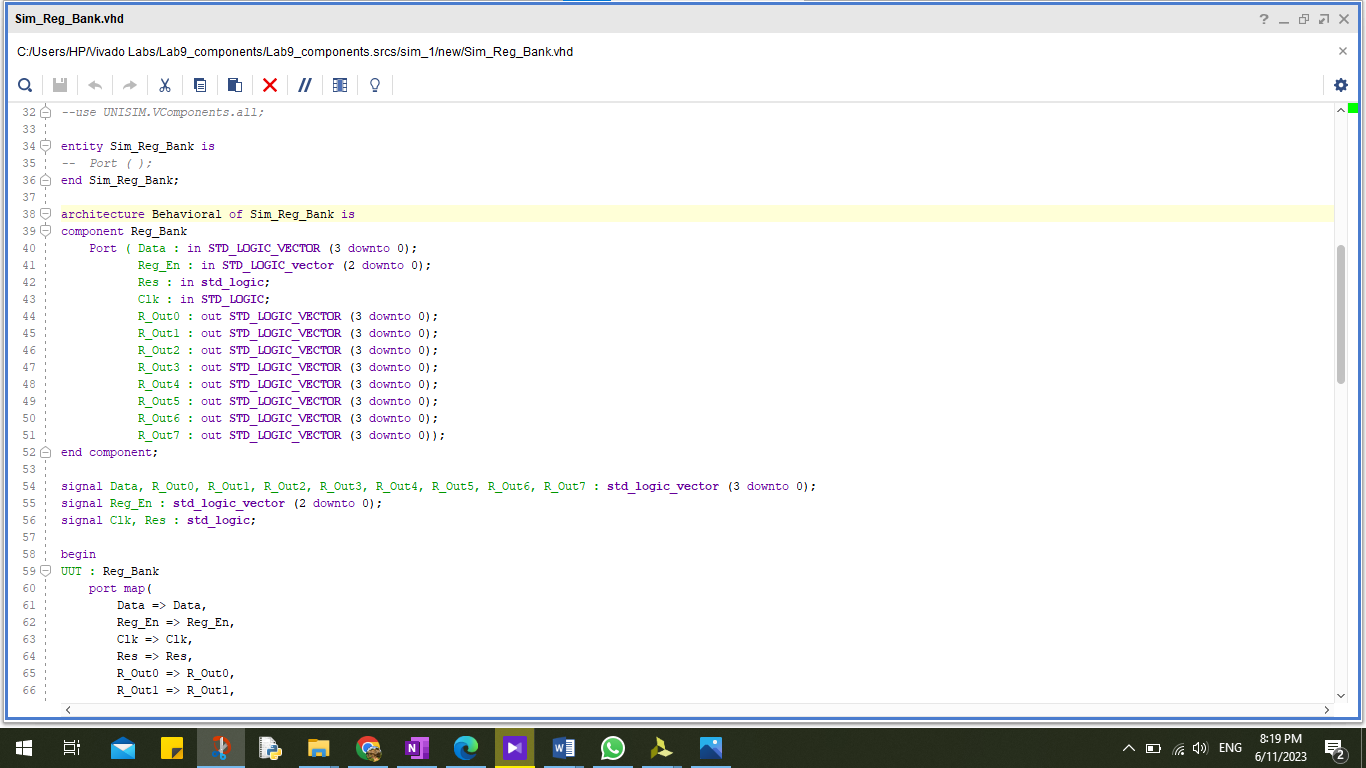 Sim_Reg_Bank.vhd
C:/Users/HP/Vivado Labs/Lab9_components/Lab9_components.srcs/sim_1/new/Sim_Reg_Bank.vhd
32 --use UNISIM.VComponents.all;
33
34 entity Sim_Reg_Bank is
35 --  Port ( );
36 end Sim_Reg_Bank;
37
38 architecture Behavioral of Sim_Reg_Bank is
39 component Reg_Bank
40     Port ( Data : in STD_LOGIC_VECTOR (3 downto 0);
41            Reg_En : in STD_LOGIC_vector (2 downto 0);
42            Res : in std_logic;
43            Clk : in STD_LOGIC;
44            R_Out0 : out STD_LOGIC_VECTOR (3 downto 0);
45            R_Out1 : out STD_LOGIC_VECTOR (3 downto 0);
46            R_Out2 : out STD_LOGIC_VECTOR (3 downto 0);
47            R_Out3 : out STD_LOGIC_VECTOR (3 downto 0);
48            R_Out4 : out STD_LOGIC_VECTOR (3 downto 0);
49            R_Out5 : out STD_LOGIC_VECTOR (3 downto 0);
50            R_Out6 : out STD_LOGIC_VECTOR (3 downto 0);
51            R_Out7 : out STD_LOGIC_VECTOR (3 downto 0));
52 end component;
53
54 signal Data, R_Out0, R_Out1, R_Out2, R_Out3, R_Out4, R_Out5, R_Out6, R_Out7 : std_logic_vector (3 downto 0);
55 signal Reg_En : std_logic_vector (2 downto 0);
56 signal Clk, Res : std_logic;
57
58 begin
59 UUT : Reg_Bank
60     port map(
61         Data => Data,
62         Reg_En => Reg_En,
63         Clk => Clk,
64         Res => Res,
65         R_Out0 => R_Out0,
66         R_Out1 => R_Out1,
ENG
8:19 PM
6/11/2023
2